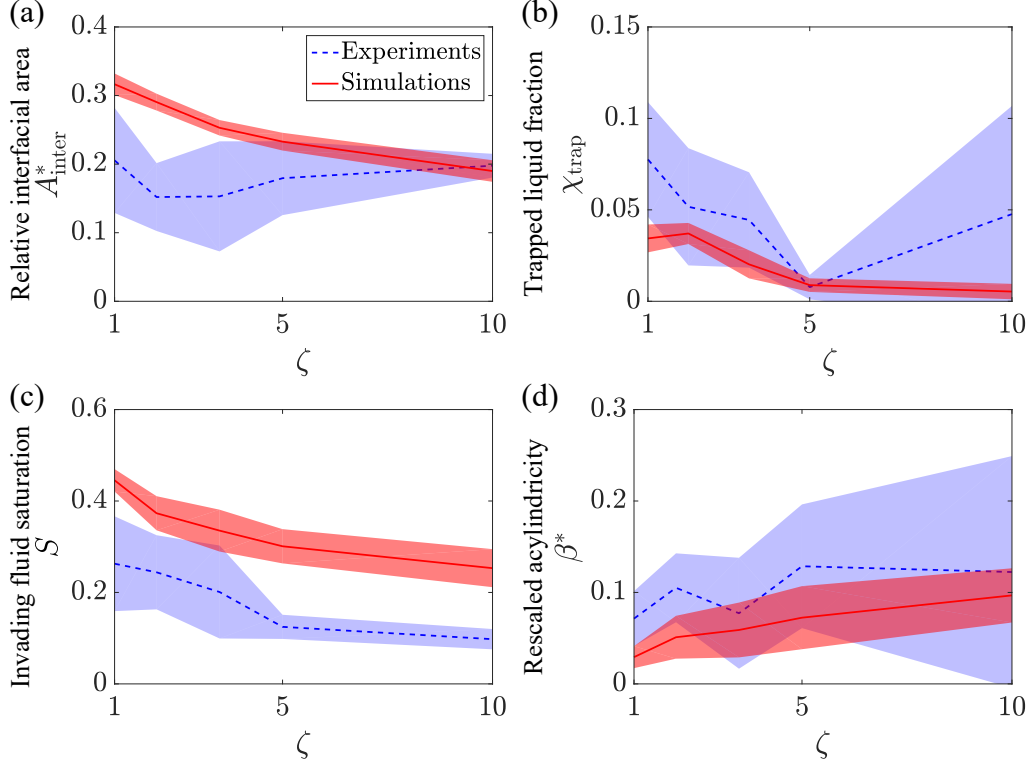 (a)
Relative interfacial area
A*inter
0.4
0.3
0.2
0.1
0
1
5
10
ζ
Experiments
Simulations
(b)
Trapped liquid fraction
χtrap
0.15
0.1
0.05
0
1
5
10
ζ
(c)
Invading fluid saturation
S
0.6
0.4
0.2
0
1
5
10
ζ
(d)
Rescaled acylindricity
β*
0.3
0.2
0.1
0
1
5
10
ζ